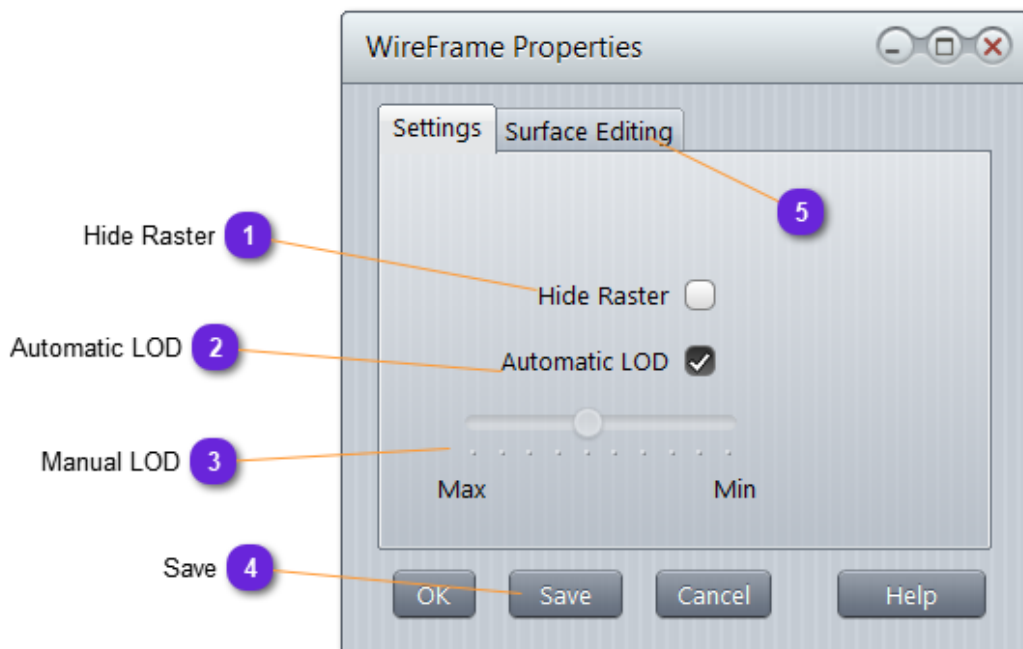 WireFrame Properties
Settings Surface Editing
5
Hide Raster 1
Hide Raster
Automatic LOD 2
Automatic LOD
Manual LOD 3
Max Min
Save 4
OK Save Cancel Help